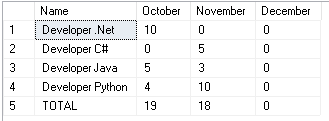 Name October November December
1 Developer .Net 10 0 0
2 Developer C# 0 5 0
3 Developer Java 5 3 0
4 Developer Python 4 10 0
5 TOTAL 19 18 0